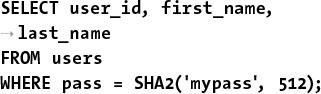 SELECT user_id, first_name,
→last_name
FROM users
WHERE pass = SHA2('mypass', 512);